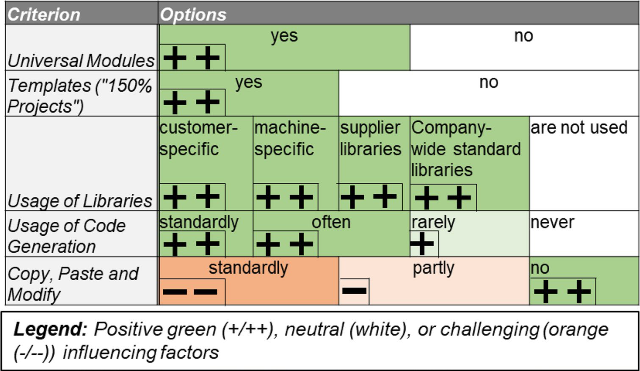 Criterion Options
Universal Modules yes ++ no
Templates ("150% Projects") yes ++ no
Usage of Libraries customer-specific ++ machine-specific ++ supplier libraries ++ Company-wide standard libraries ++ are not used
Usage of Code Generation standardly ++ often ++ rarely + never
Copy, Paste and Modify standardly −− partly − no ++
Legend: Positive green (+/++), neutral (white), or challenging (orange
(-/--)) influencing factors